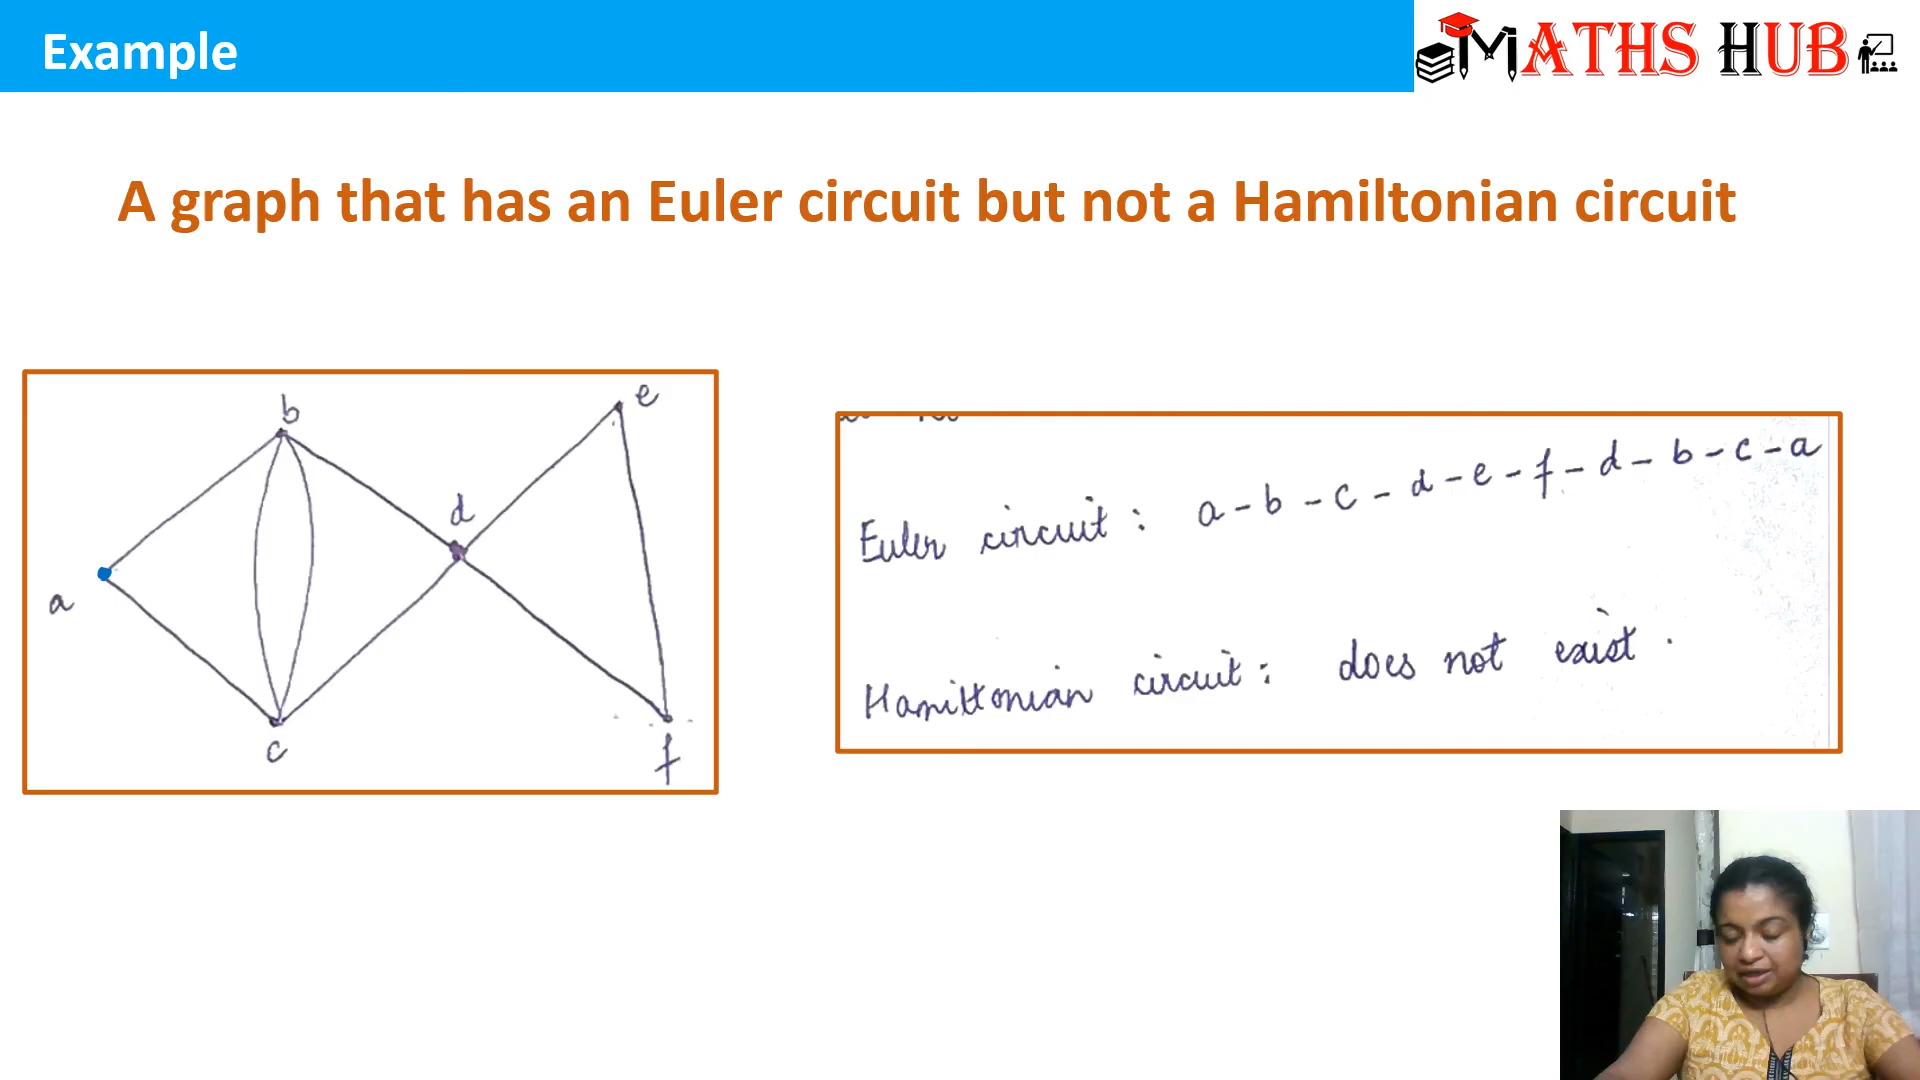 Example
MATHS HUB
A graph that has an Euler circuit but not a Hamiltonian circuit
b
e
d
a
c
f
Euler circuit : a - b - c - d - e - f - d - b - c - a
Hamiltonian circuit : does not exist .